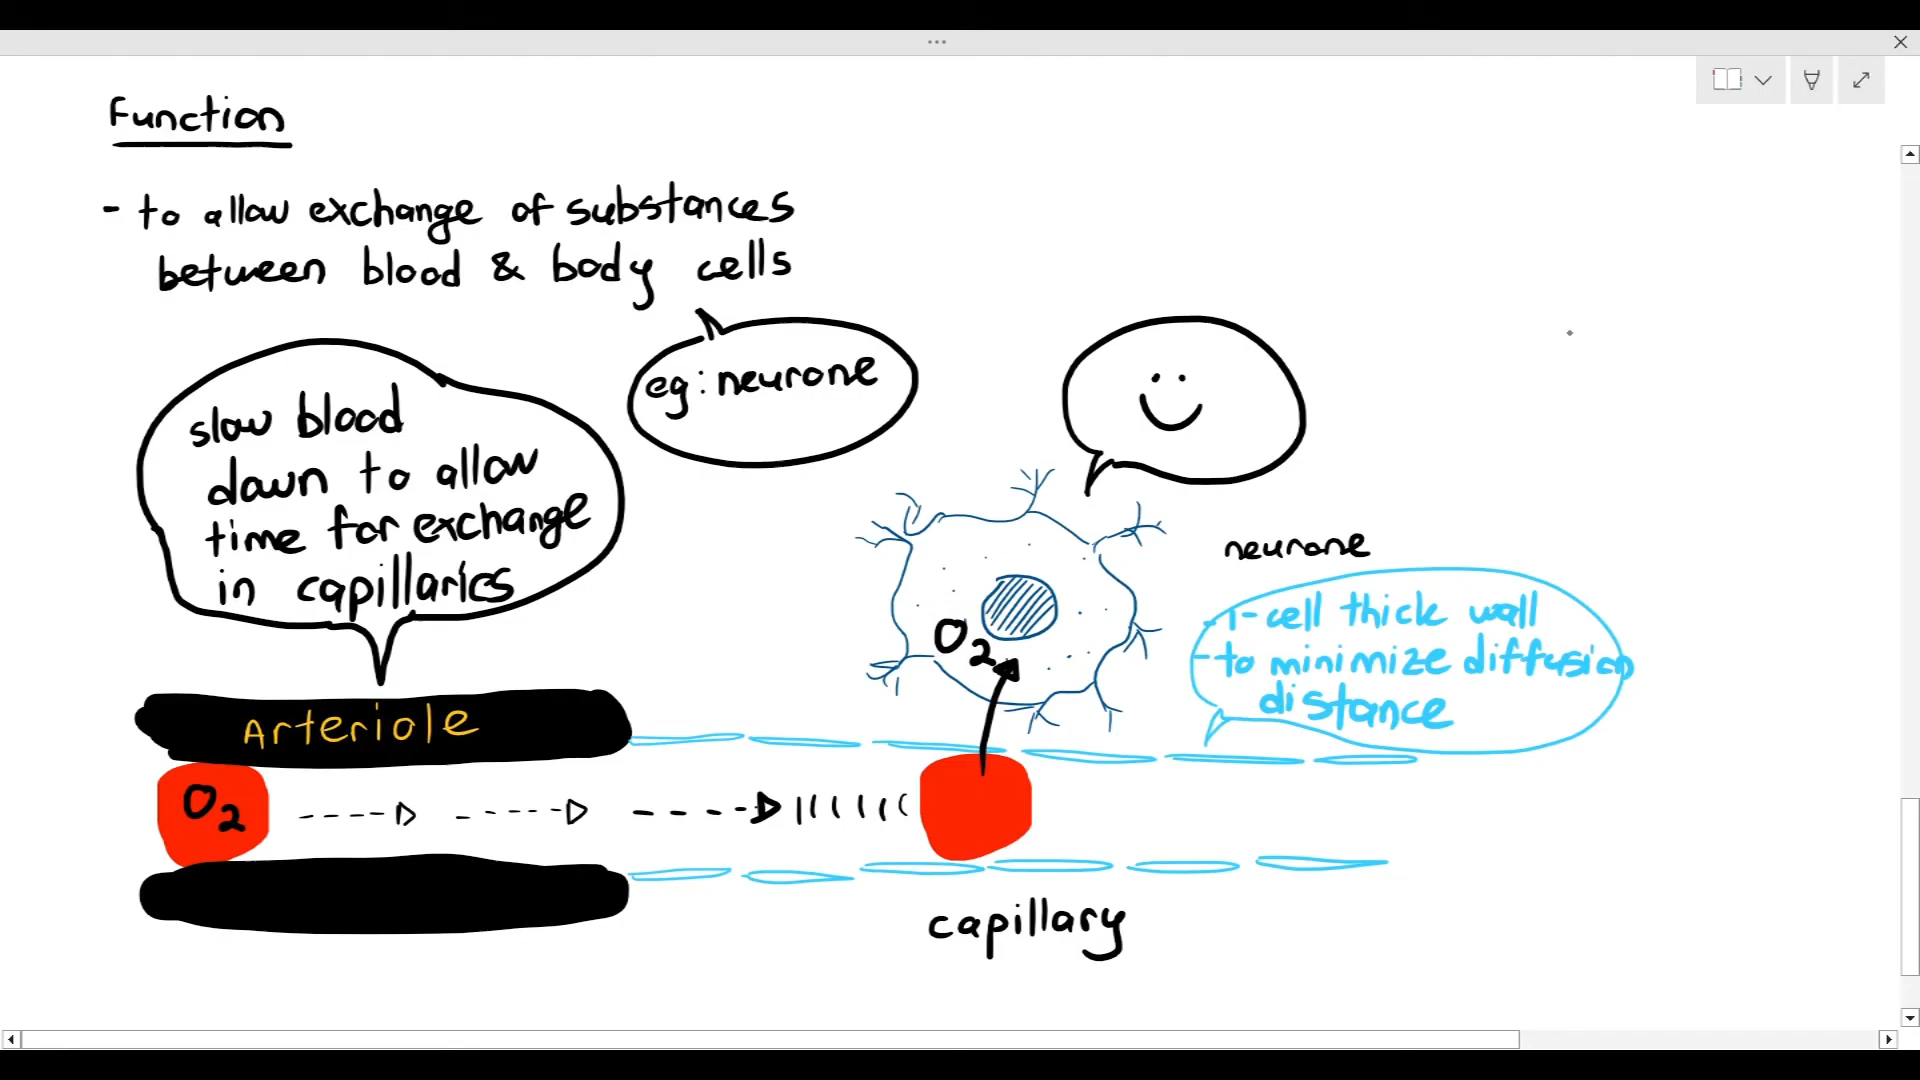 Function
- to allow exchange of substances
between blood & body cells
eg: neurone
slow blood
down to allow
time for exchange
in capillaries
neurone
- 1-cell thick wall
- to minimize diffusion
distance
O2
Arteriole
O2
capillary